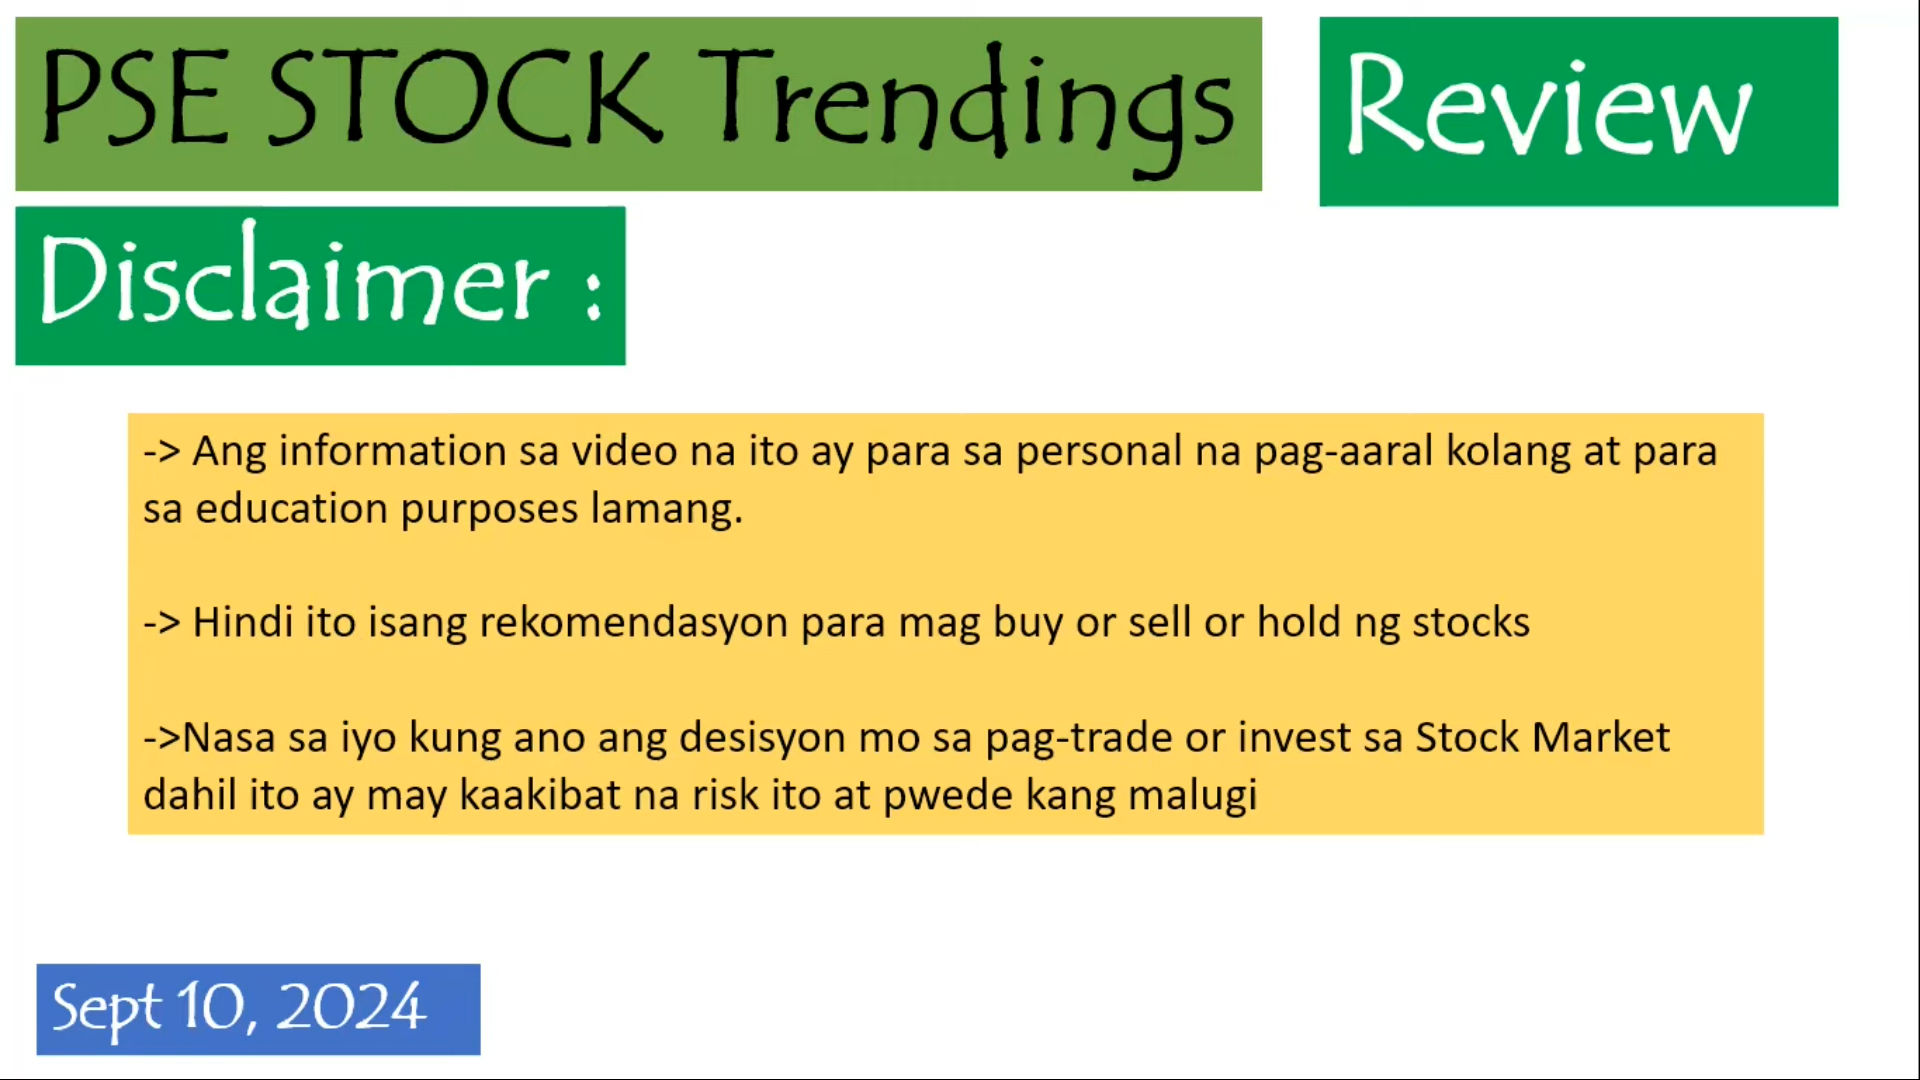 PSE STOCK Trendings
Review
Disclaimer :
-> Ang information sa video na ito ay para sa personal na pag-aaral kolang at para
sa education purposes lamang.
-> Hindi ito isang rekomendasyon para mag buy or sell or hold ng stocks
->Nasa sa iyo kung ano ang desisyon mo sa pag-trade or invest sa Stock Market
dahil ito ay may kaakibat na risk ito at pwede kang malugi
Sept 10, 2024